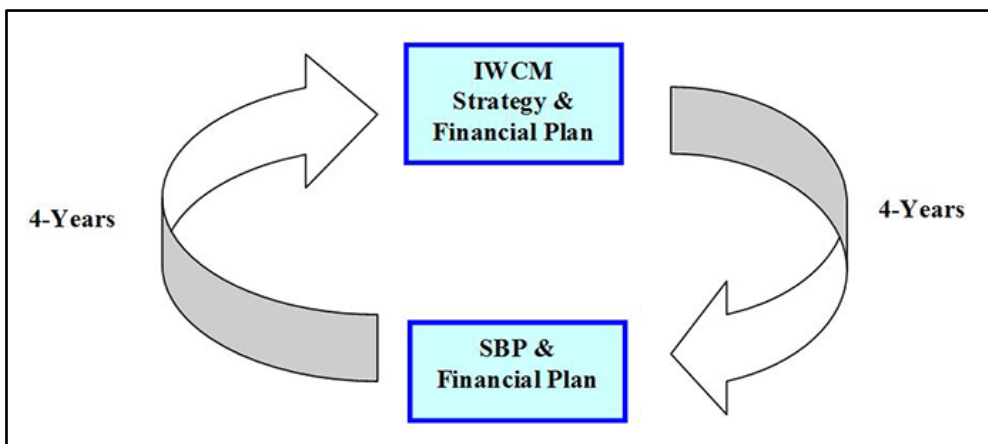 IWCM
Strategy &
Financial Plan
4-Years
4-Years
SBP &
Financial Plan